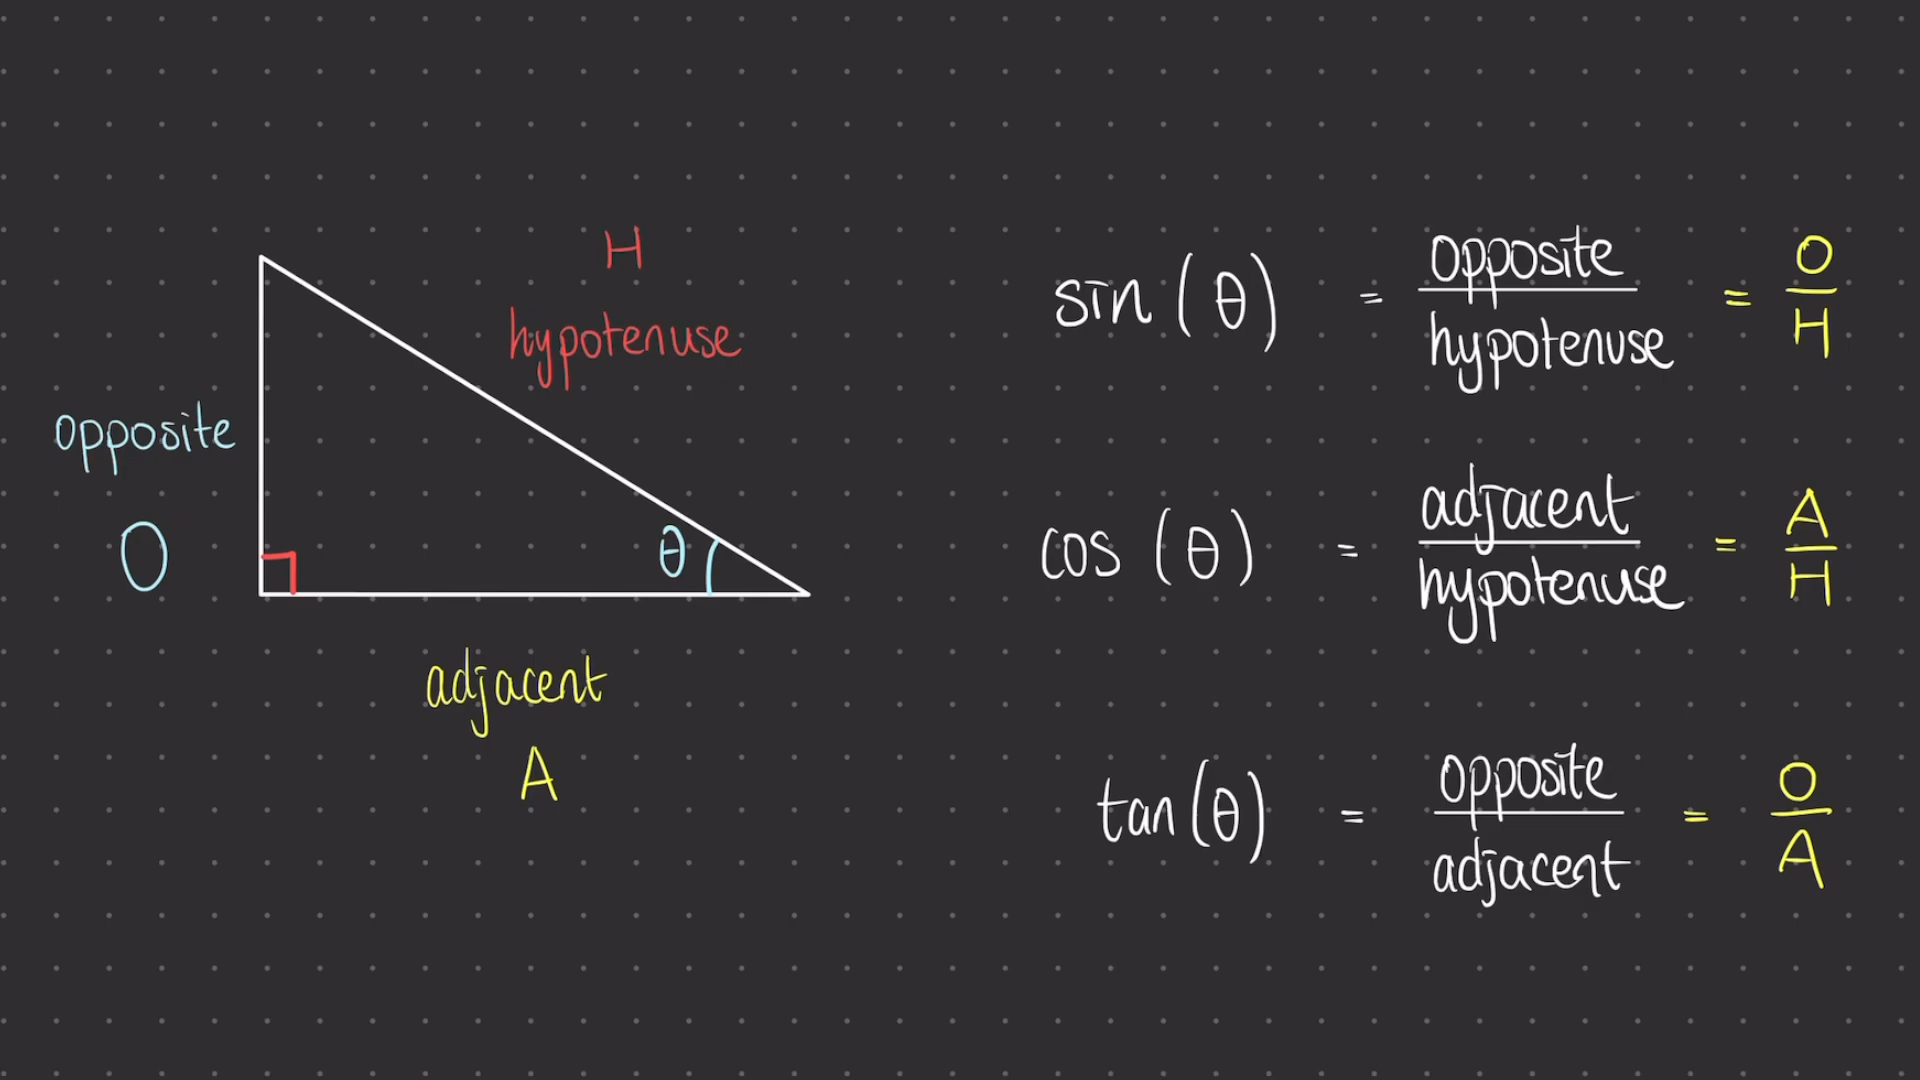 H
hypotenuse
opposite
O
θ
adjacent
A
sin(θ) = opposite/hypotenuse = O/H
cos(θ) = adjacent/hypotenuse = A/H
tan(θ) = opposite/adjacent = O/A